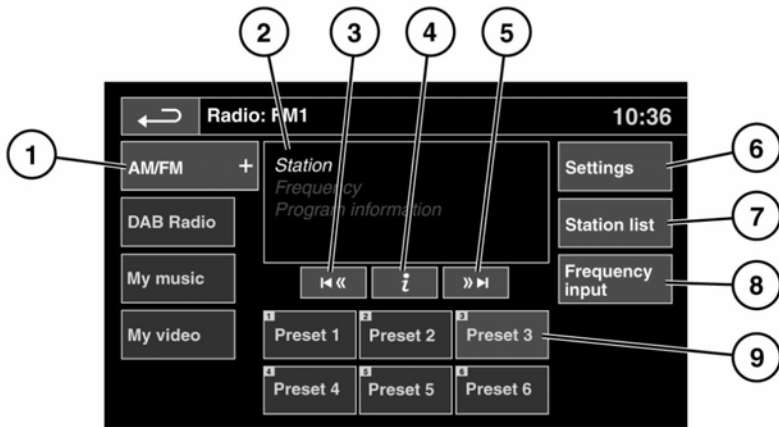 2
3
4
5
Radio: FM1
10:36
1
AM/FM +
Station
Frequency
Program information
Settings
6
DAB Radio
Station list
7
My music
i
Frequency
input
8
My video
1 Preset 1
2 Preset 2
3 Preset 3
9
4 Preset 4
5 Preset 5
6 Preset 6